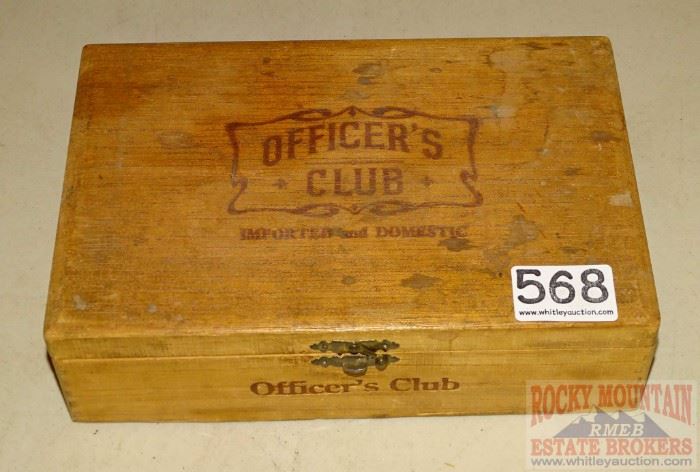 OFFICER'S
CLUB
IMPORTED and DOMESTIC
568
www.whitleyauction.com
Officer's Club
ROCKY MOUNTAIN
RMEB
ESTATE BROKERS
www.whitleyauction.com